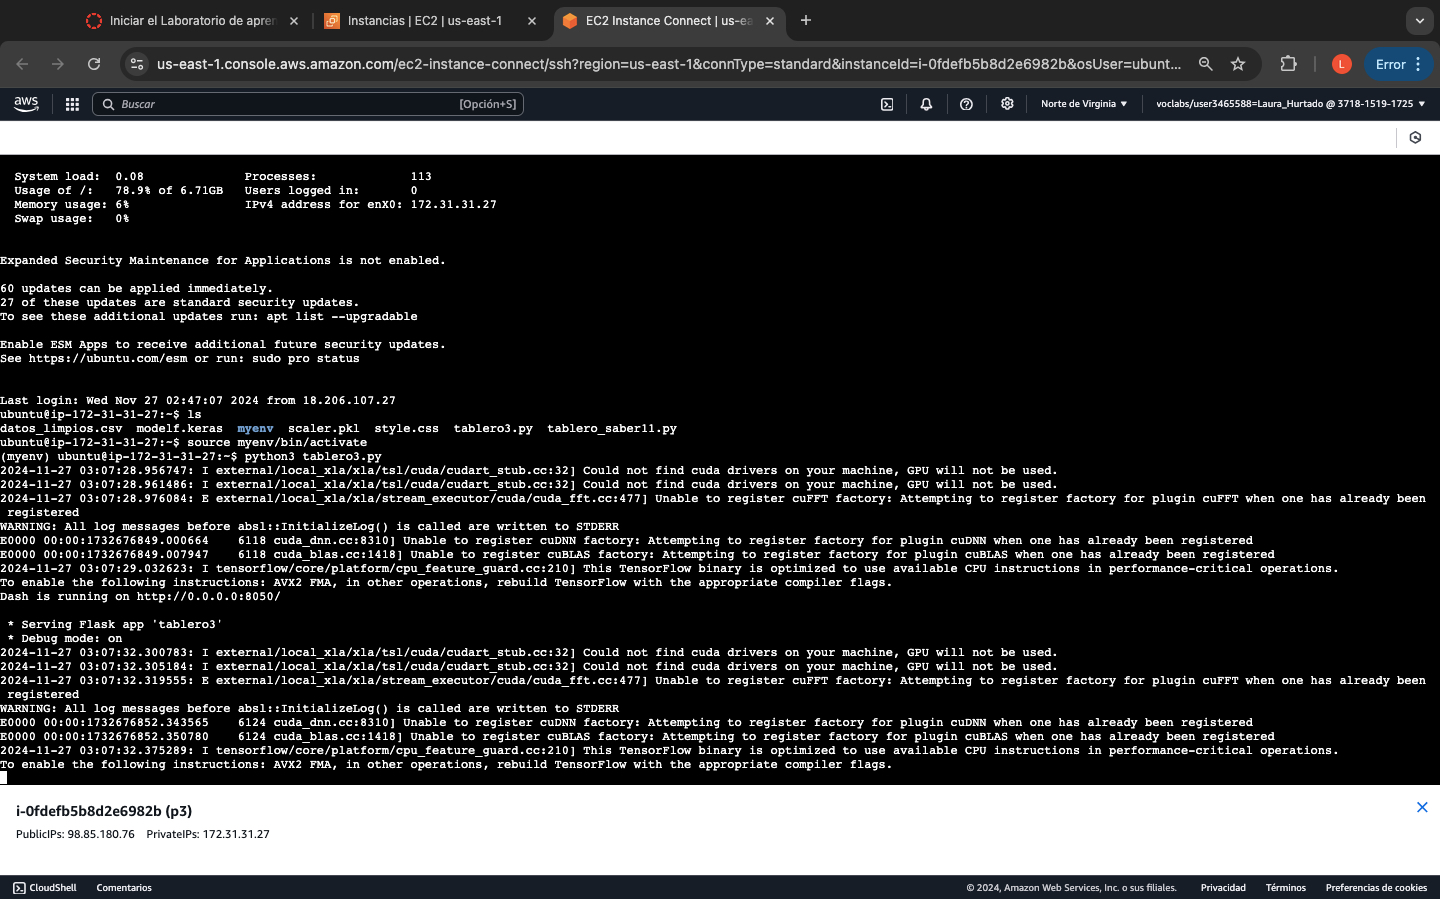 Iniciar el Laboratorio de apren
Instancias | EC2 | us-east-1
EC2 Instance Connect | us-ea
us-east-1.console.aws.amazon.com/ec2-instance-connect/ssh?region=us-east-1&connType=standard&instanceId=i-0fdefb5b8d2e6982b&osUser=ubunt...
L
Error
aws
Buscar
[Opción+S]
Norte de Virginia
voclabs/user3465588=Laura_Hurtado @ 3718-1519-1725
System load:  0.08              Processes:             113
Usage of /:   78.9% of 6.71GB   Users logged in:       0
Memory usage: 6%                IPv4 address for enX0: 172.31.31.27
Swap usage:   0%
Expanded Security Maintenance for Applications is not enabled.
60 updates can be applied immediately.
27 of these updates are standard security updates.
To see these additional updates run: apt list --upgradable
Enable ESM Apps to receive additional future security updates.
See https://ubuntu.com/esm or run: sudo pro status
Last login: Wed Nov 27 02:47:07 2024 from 18.206.107.27
ubuntu@ip-172-31-31-27:~$ ls
datos_limpios.csv  modelf.keras  myenv  scaler.pkl  style.css  tablero3.py  tablero_saber11.py
ubuntu@ip-172-31-31-27:~$ source myenv/bin/activate
(myenv) ubuntu@ip-172-31-31-27:~$ python3 tablero3.py
2024-11-27 03:07:28.956747: I external/local_xla/xla/tsl/cuda/cudart_stub.cc:32] Could not find cuda drivers on your machine, GPU will not be used.
2024-11-27 03:07:28.961486: I external/local_xla/xla/tsl/cuda/cudart_stub.cc:32] Could not find cuda drivers on your machine, GPU will not be used.
2024-11-27 03:07:28.976084: E external/local_xla/xla/stream_executor/cuda/cuda_fft.cc:477] Unable to register cuFFT factory: Attempting to register factory for plugin cuFFT when one has already been
registered
WARNING: All log messages before absl::InitializeLog() is called are written to STDERR
E0000 00:00:1732676849.000664    6118 cuda_dnn.cc:8310] Unable to register cuDNN factory: Attempting to register factory for plugin cuDNN when one has already been registered
E0000 00:00:1732676849.007947    6118 cuda_blas.cc:1418] Unable to register cuBLAS factory: Attempting to register factory for plugin cuBLAS when one has already been registered
2024-11-27 03:07:29.032623: I tensorflow/core/platform/cpu_feature_guard.cc:210] This TensorFlow binary is optimized to use available CPU instructions in performance-critical operations.
To enable the following instructions: AVX2 FMA, in other operations, rebuild TensorFlow with the appropriate compiler flags.
Dash is running on http://0.0.0.0:8050/
* Serving Flask app 'tablero3'
* Debug mode: on
2024-11-27 03:07:32.300783: I external/local_xla/xla/tsl/cuda/cudart_stub.cc:32] Could not find cuda drivers on your machine, GPU will not be used.
2024-11-27 03:07:32.305184: I external/local_xla/xla/tsl/cuda/cudart_stub.cc:32] Could not find cuda drivers on your machine, GPU will not be used.
2024-11-27 03:07:32.319555: E external/local_xla/xla/stream_executor/cuda/cuda_fft.cc:477] Unable to register cuFFT factory: Attempting to register factory for plugin cuFFT when one has already been
registered
WARNING: All log messages before absl::InitializeLog() is called are written to STDERR
E0000 00:00:1732676852.343565    6124 cuda_dnn.cc:8310] Unable to register cuDNN factory: Attempting to register factory for plugin cuDNN when one has already been registered
E0000 00:00:1732676852.350780    6124 cuda_blas.cc:1418] Unable to register cuBLAS factory: Attempting to register factory for plugin cuBLAS when one has already been registered
2024-11-27 03:07:32.375289: I tensorflow/core/platform/cpu_feature_guard.cc:210] This TensorFlow binary is optimized to use available CPU instructions in performance-critical operations.
To enable the following instructions: AVX2 FMA, in other operations, rebuild TensorFlow with the appropriate compiler flags.
i-0fdefb5b8d2e6982b (p3)
PublicIPs: 98.85.180.76    PrivateIPs: 172.31.31.27
CloudShell
Comentarios
© 2024, Amazon Web Services, Inc. o sus filiales.
Privacidad
Términos
Preferencias de cookies